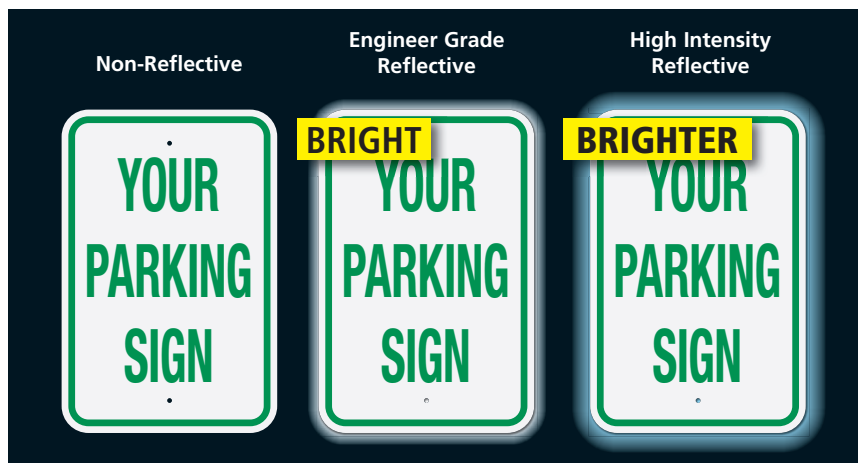 Non-Reflective
Engineer Grade
Reflective
High Intensity
Reflective
YOUR
PARKING
SIGN
BRIGHT
YOUR
PARKING
SIGN
BRIGHTER
YOUR
PARKING
SIGN